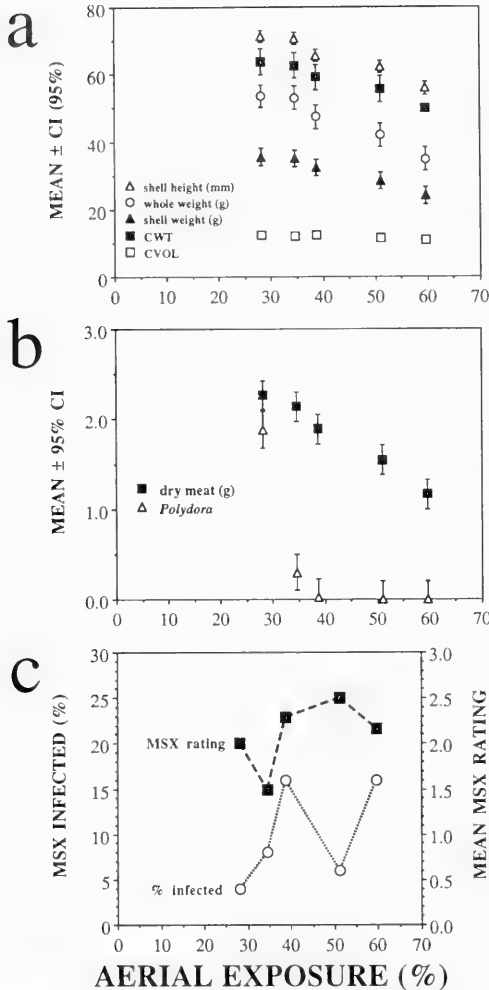 a
MEAN ± CI (95%)
80
60
40
20
0
△ shell height (mm)
○ whole weight (g)
▲ shell weight (g)
■ CWT
□ CVOL
0 10 20 30 40 50 60 70
b
MEAN ± 95% CI
3.0
2.0
1.0
0.0
■ dry meat (g)
△ Polydora
0 10 20 30 40 50 60 70
c
MSX INFECTED (%)
30
25
20
15
10
5
0
MSX rating
% infected
3.0
2.5
2.0
1.5
1.0
0.5
0.0
MEAN MSX RATING
0 10 20 30 40 50 60 70
AERIAL EXPOSURE (%)